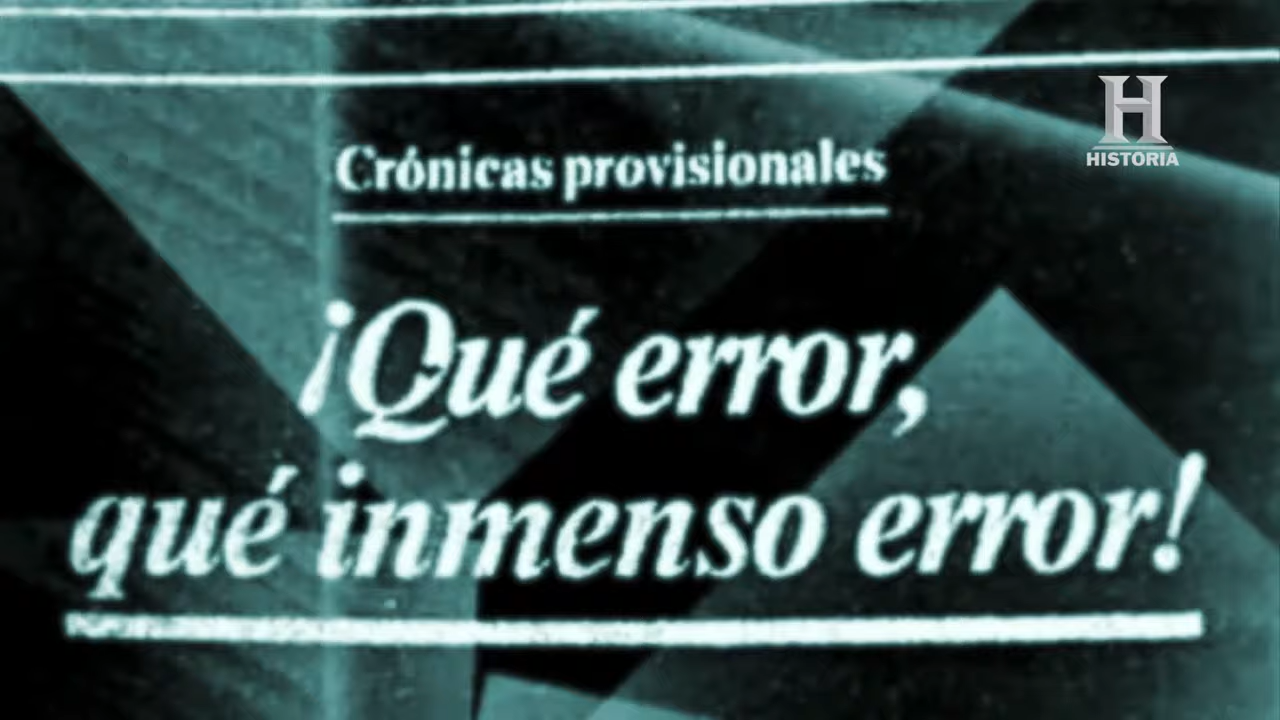 H
HISTORIA
Crónicas provisionales
¡Qué error,
qué inmenso error!